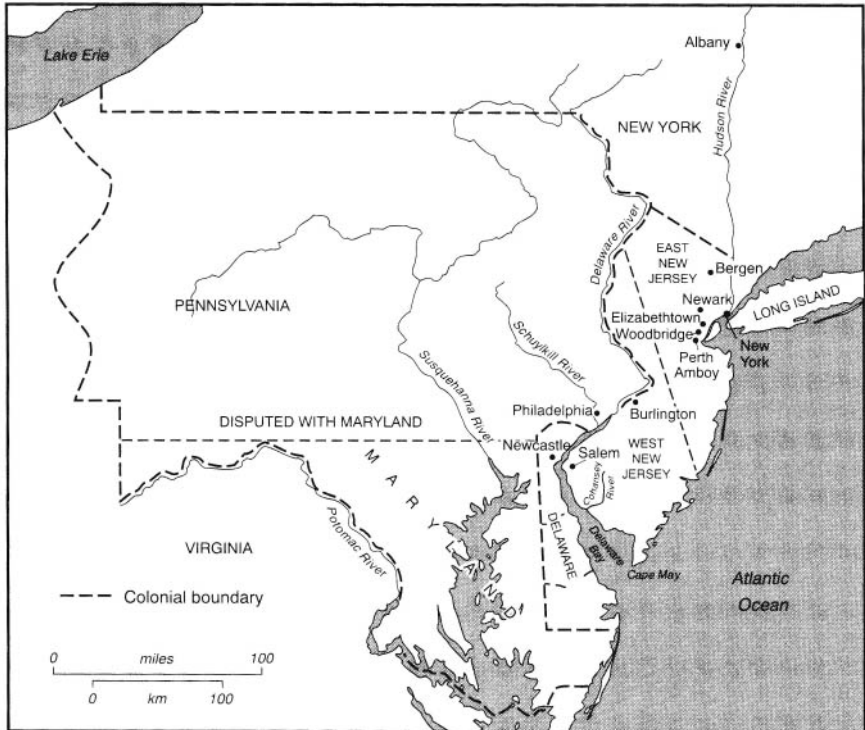 Lake Erie
Albany
Hudson River
NEW YORK
Delaware River
EAST
NEW
JERSEY
Bergen
PENNSYLVANIA
Newark
LONG ISLAND
Elizabethtown
Woodbridge
New
York
Perth
Amboy
Schuylkill River
Susquehanna River
Philadelphia
Burlington
DISPUTED WITH MARYLAND
Newcastle
Salem
WEST
NEW
JERSEY
Cohansey
River
MARYLAND
DELAWARE
Delaware
Bay
Cape May
Potomac River
VIRGINIA
Atlantic
Ocean
Colonial boundary
0 miles 100
0 km 100